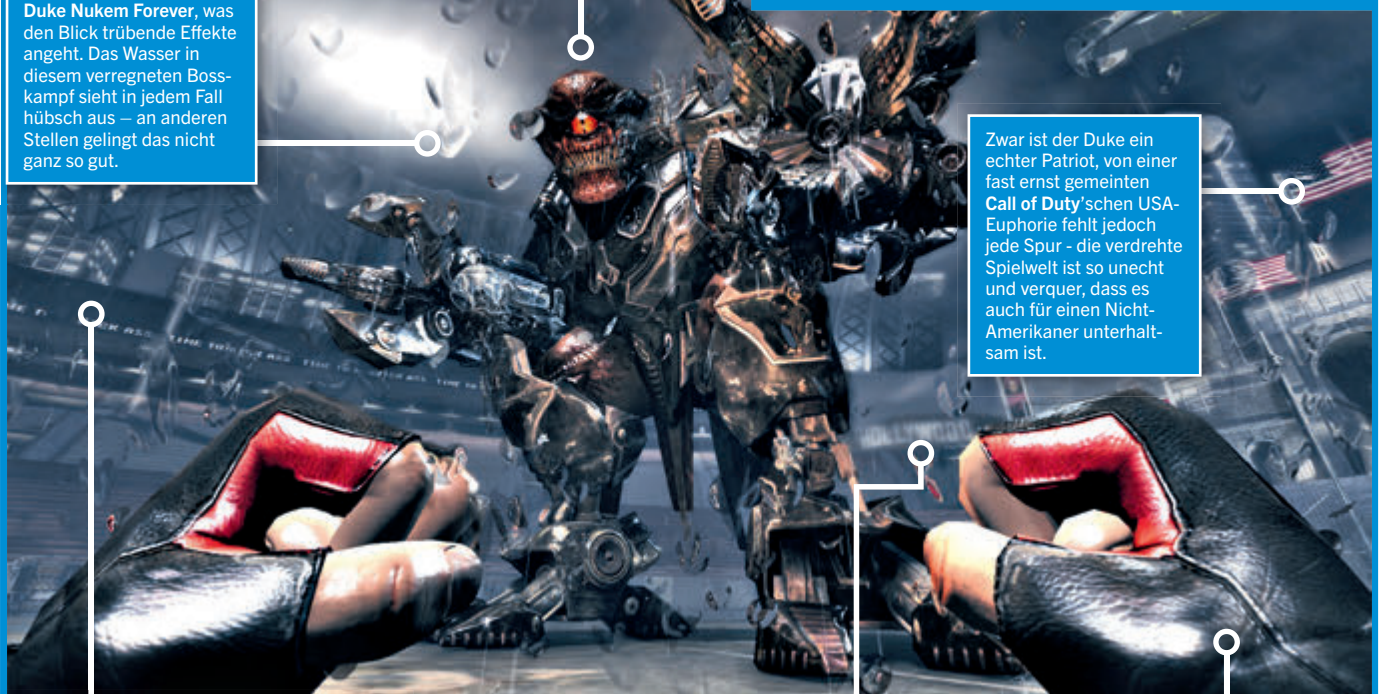 Duke Nukem Forever, was
den Blick trübende Effekte
angeht. Das Wasser in
diesem verregneten Boss-
kampf sieht in jedem Fall
hübsch aus – an anderen
Stellen gelingt das nicht
ganz so gut.
Zwar ist der Duke ein
echter Patriot, von einer
fast ernst gemeinten
Call of Duty'schen USA-
Euphorie fehlt jedoch
jede Spur - die verdrehte
Spielwelt ist so unecht
und verquer, dass es
auch für einen Nicht-
Amerikaner unterhalt-
sam ist.